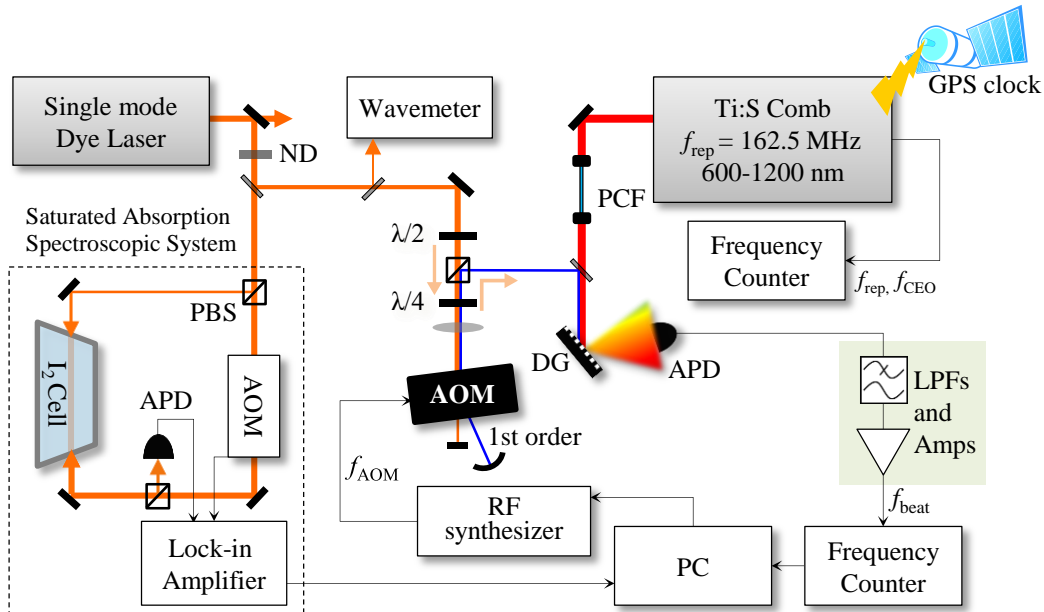 Single mode
Dye Laser
ND
Wavemeter
Ti:S Comb
f_rep = 162.5 MHz
600-1200 nm
GPS clock
PCF
Saturated Absorption
Spectroscopic System
λ/2
λ/4
Frequency
Counter
f_rep, f_CEO
PBS
I₂ Cell
APD
AOM
AOM
1st order
f_AOM
DG
APD
LPFs
and
Amps
f_beat
RF
synthesizer
Lock-in
Amplifier
PC
Frequency
Counter